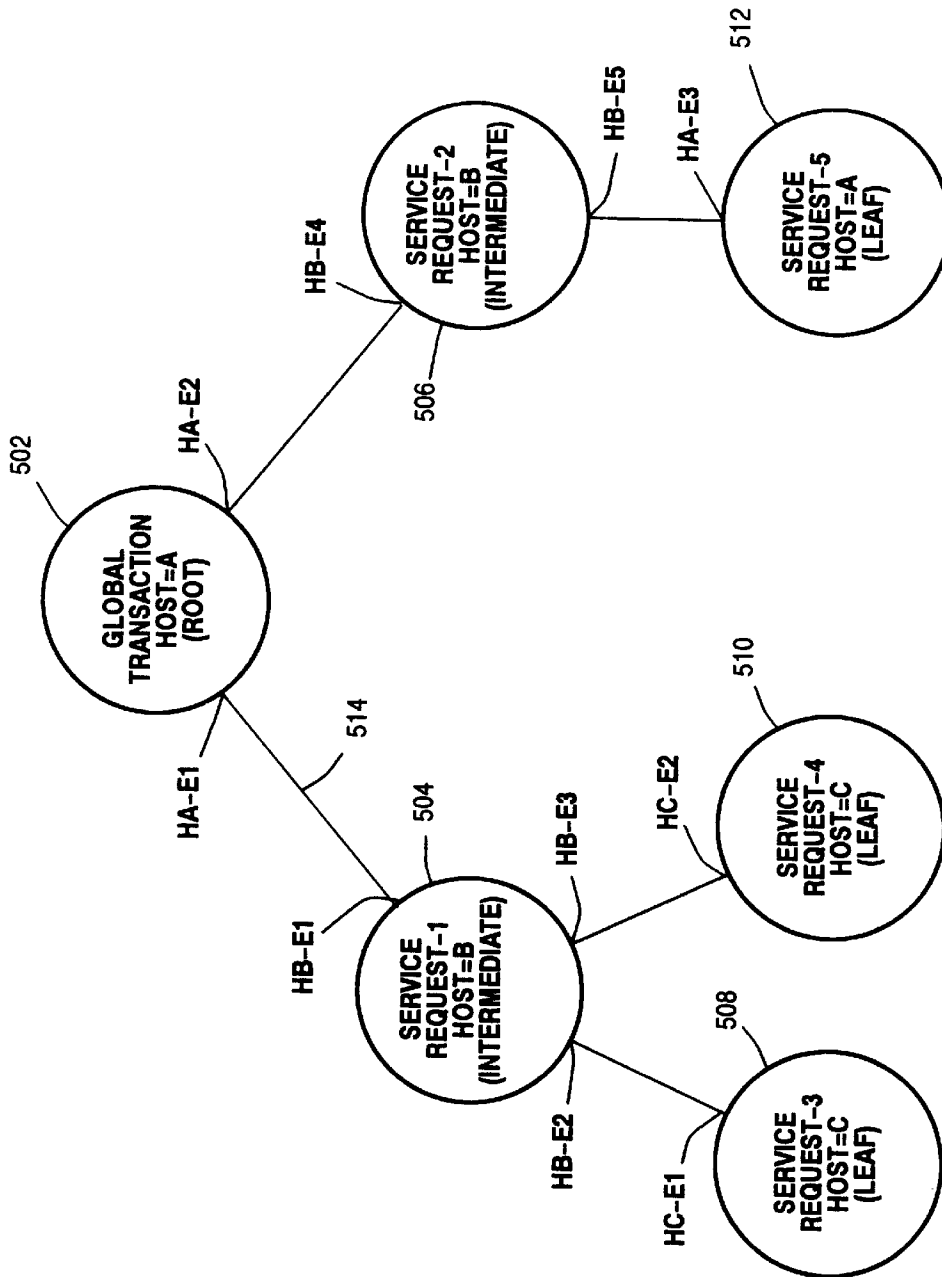 502
GLOBAL
TRANSACTION
HOST=A
(ROOT)
HA-E1
HA-E2
514
HB-E1
504
SERVICE
REQUEST-1
HOST=B
(INTERMEDIATE)
HB-E4
506
SERVICE
REQUEST-2
HOST=B
(INTERMEDIATE)
HB-E2
HB-E3
HB-E5
HC-E1
508
SERVICE
REQUEST-3
HOST=C
(LEAF)
HC-E2
510
SERVICE
REQUEST-4
HOST=C
(LEAF)
HA-E3
512
SERVICE
REQUEST-5
HOST=A
(LEAF)